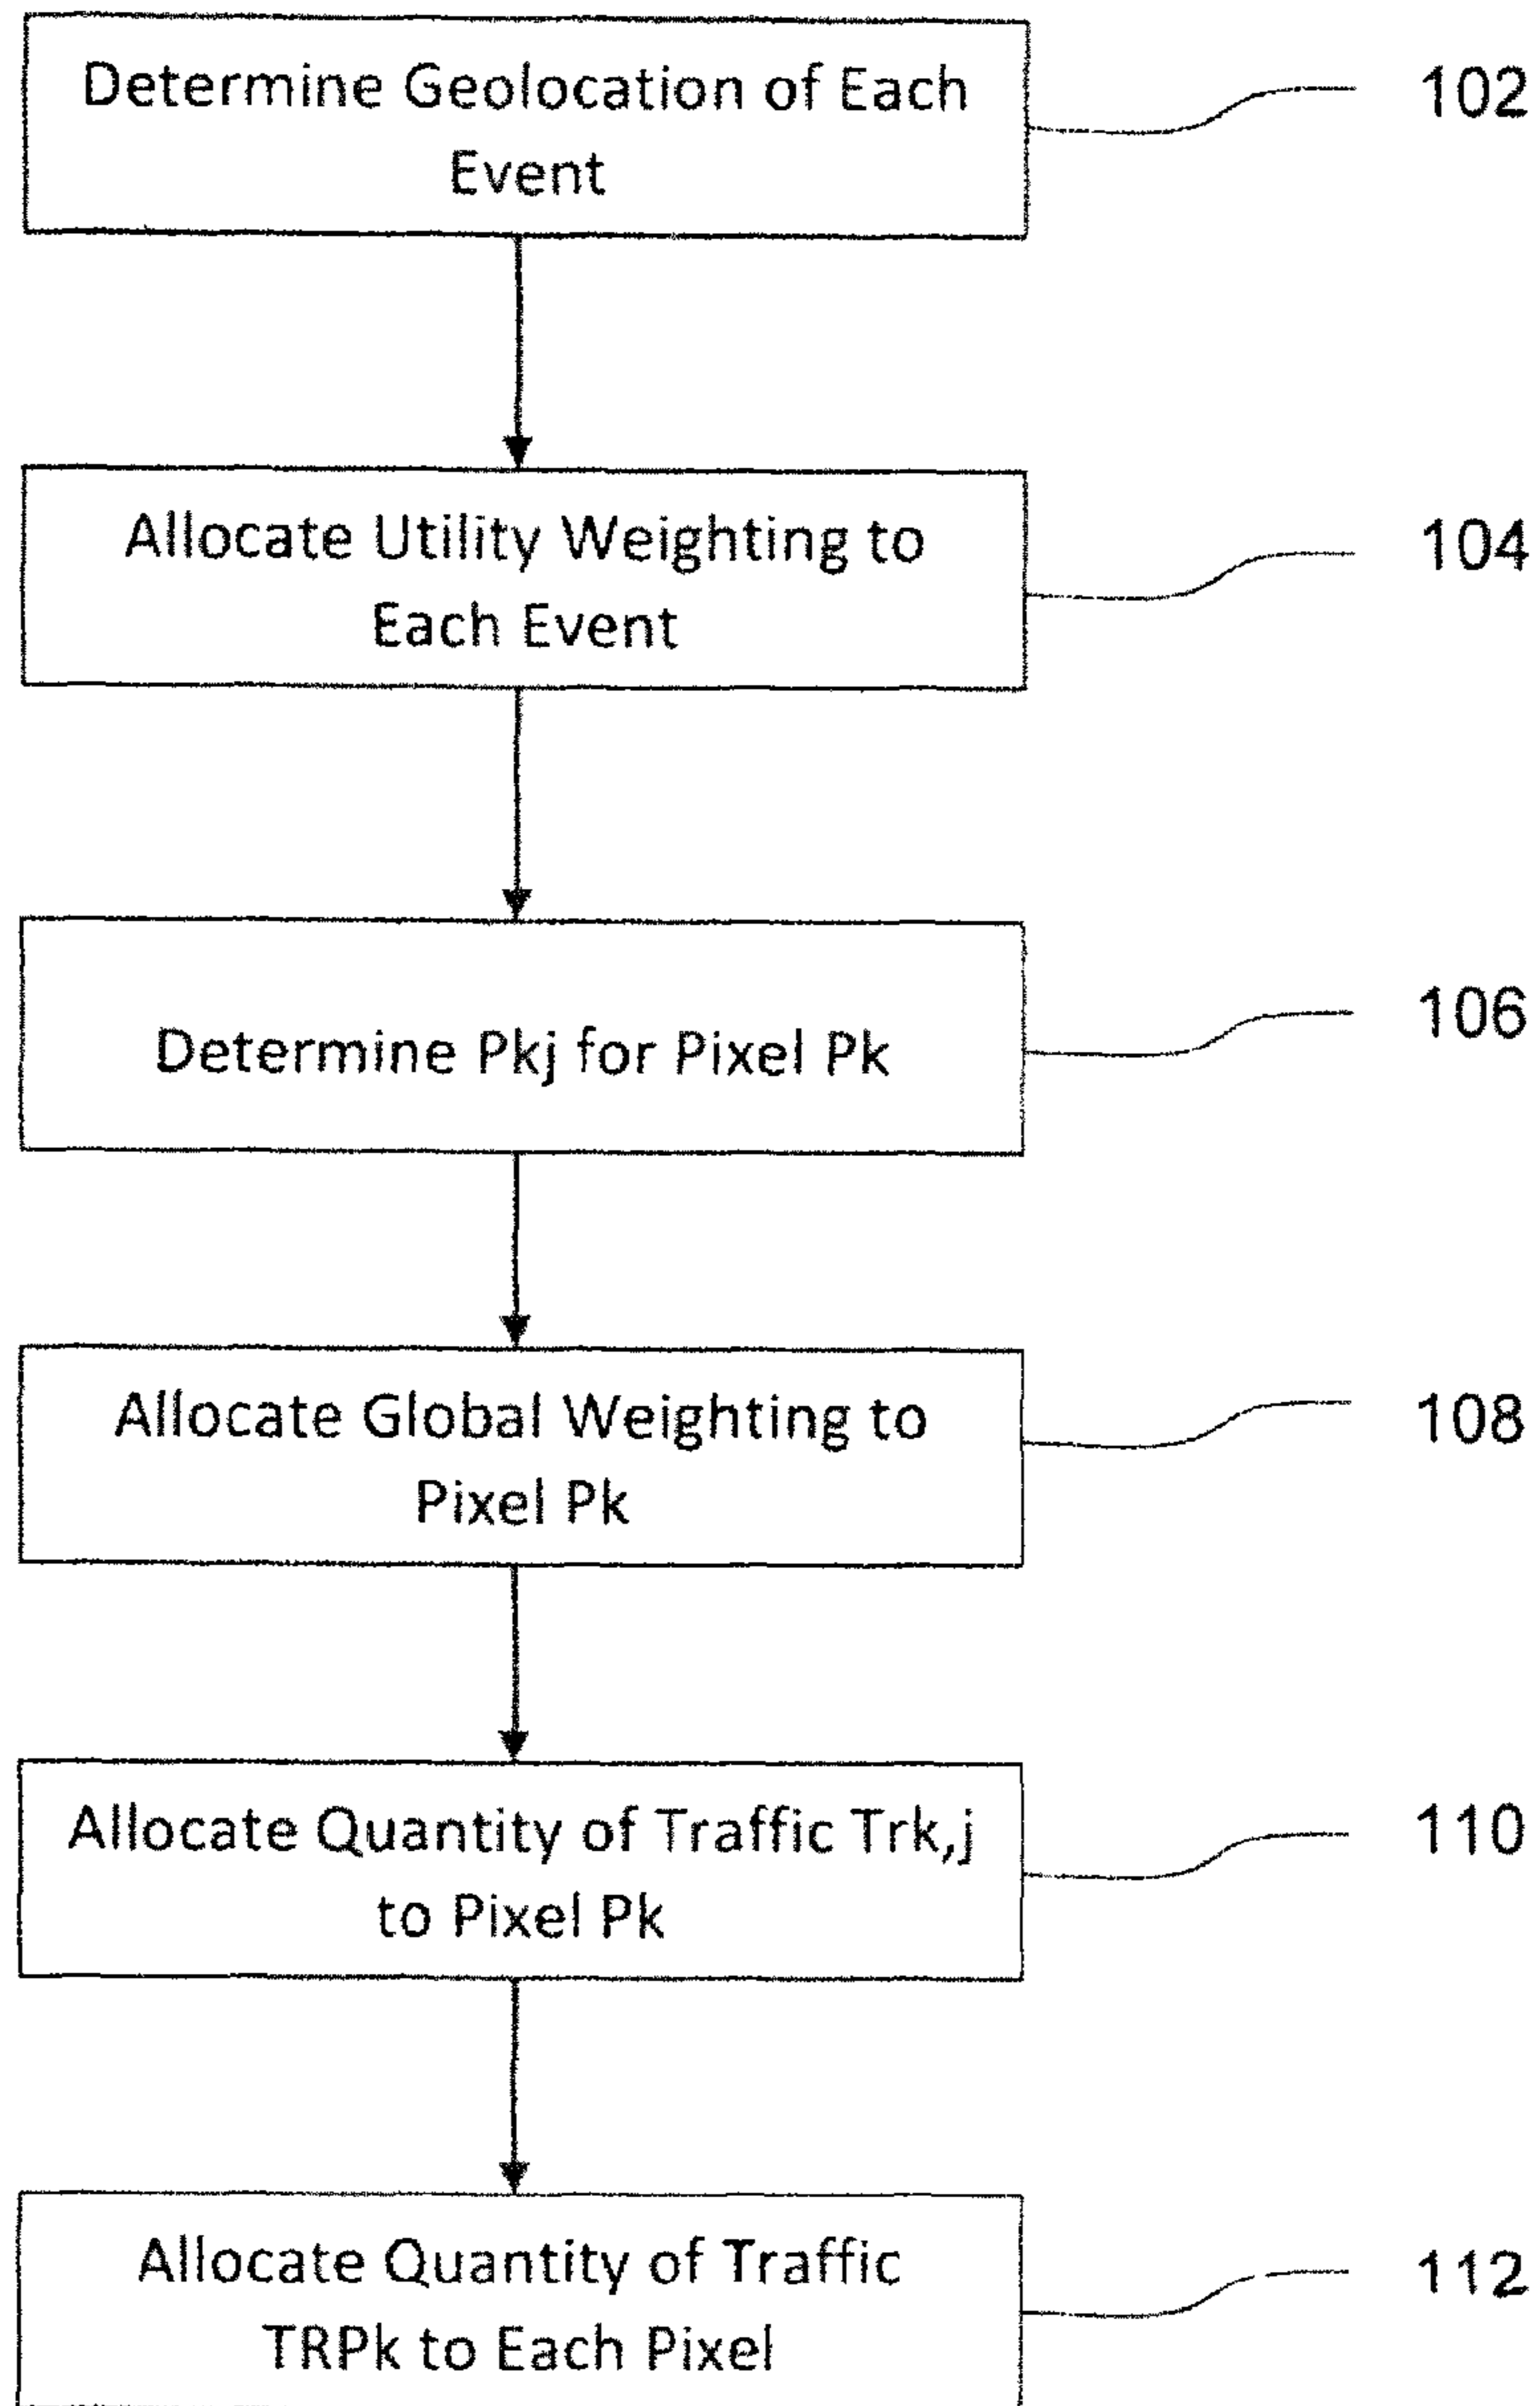 Determine Geolocation of Each
Event
102
Allocate Utility Weighting to
Each Event
104
Determine Pkj for Pixel Pk
106
Allocate Global Weighting to
Pixel Pk
108
Allocate Quantity of Traffic Trk,j
to Pixel Pk
110
Allocate Quantity of Traffic
TRPk to Each Pixel
112